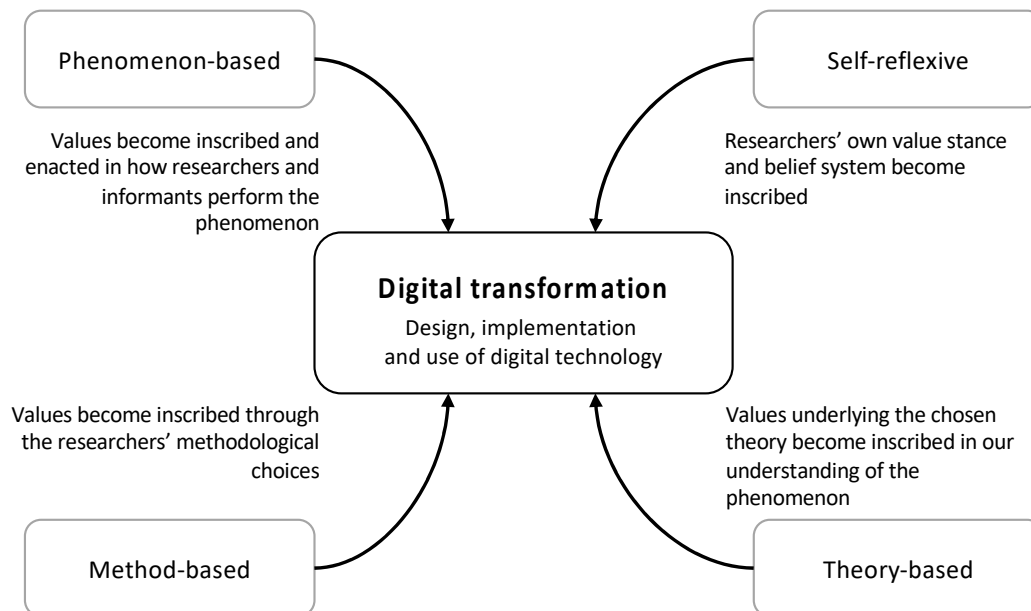 Phenomenon-based
Self-reflexive
Values become inscribed and
enacted in how researchers and
informants perform the
phenomenon
Researchers’ own value stance
and belief system become
inscribed
Digital transformation
Design, implementation
and use of digital technology
Values become inscribed through
the researchers’ methodological
choices
Values underlying the chosen
theory become inscribed in our
understanding of the
phenomenon
Method-based
Theory-based